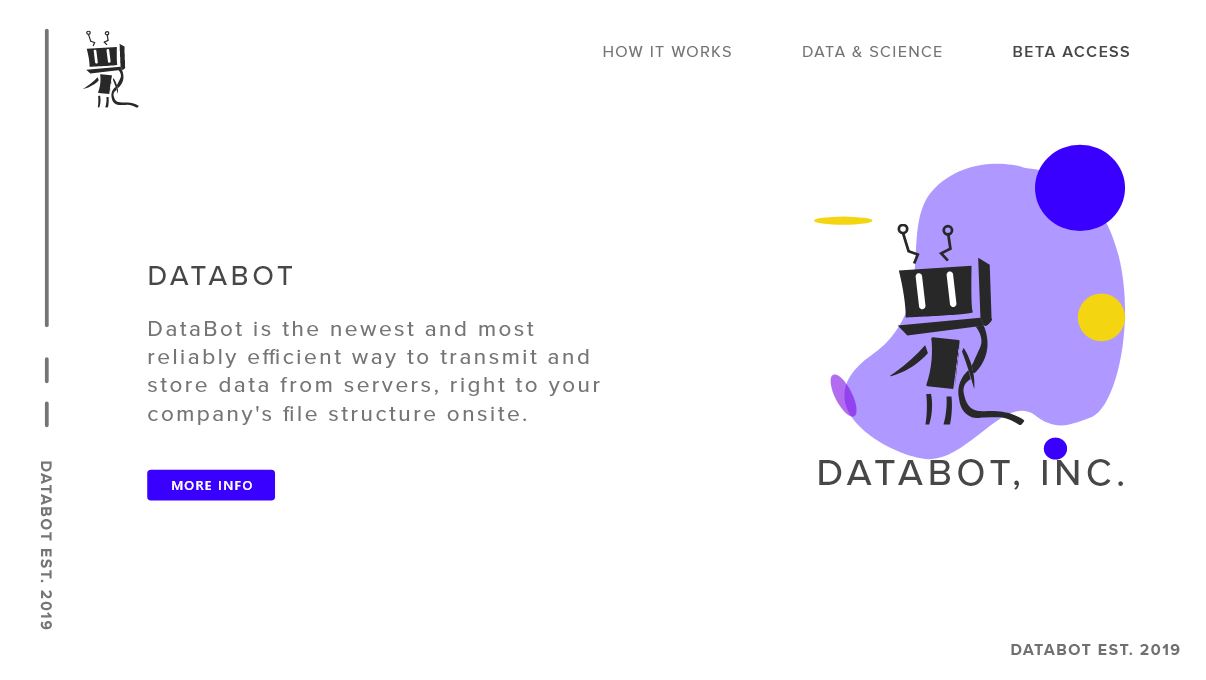 HOW IT WORKS
DATA & SCIENCE
BETA ACCESS
DATABOT
DataBot is the newest and most
reliably efficient way to transmit and
store data from servers, right to your
company's file structure onsite.
MORE INFO
DATABOT, INC.
DATABOT EST. 2019
DATABOT EST. 2019